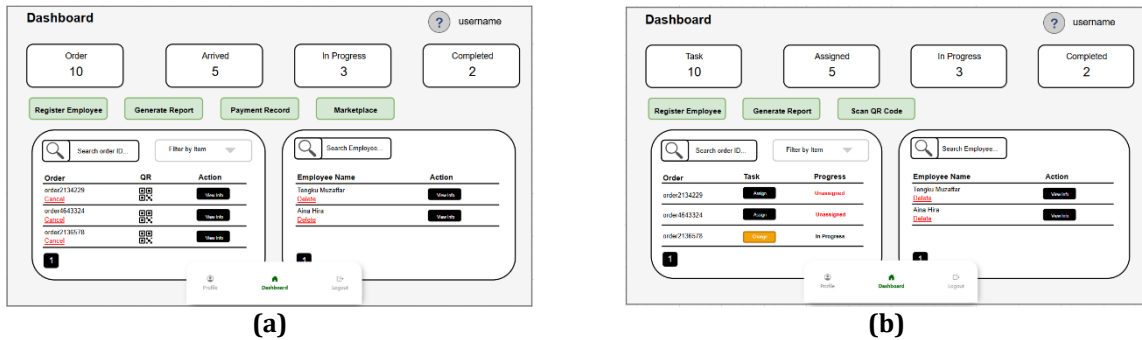 Dashboard
? username
Order
10
Arrived
5
In Progress
3
Completed
2
Register Employee
Generate Report
Payment Record
Marketplace
Search order ID...
Filter by Item
Order QR Action
order2134229
Cancel
View Info
order4643324
Cancel
View Info
order2136578
Cancel
View Info
1
Search Employee...
Employee Name Action
Tengku Muzaffar
Delete
View Info
Aina Hira
Delete
View Info
1
Profile
Dashboard
Logout
(a)
Dashboard
? username
Task
10
Assigned
5
In Progress
3
Completed
2
Register Employee
Generate Report
Scan QR Code
Search order ID...
Filter by Item
Order Task Progress
order2134229 Assign Unassigned
order4643324 Assign Unassigned
order2136578 In Progress
1
Search Employee...
Employee Name Action
Tengku Muzaffar
Delete
View Info
Aina Hira
Delete
View Info
1
Profile
Dashboard
Logout
(b)